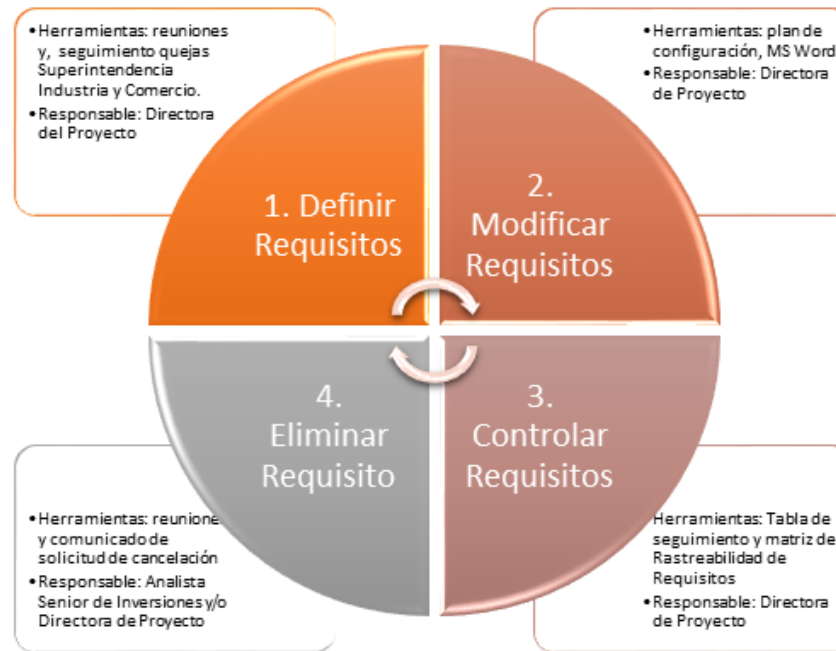 •Herramientas: reuniones
y, seguimiento quejas
Superintendencia
Industria y Comercio.
•Responsable: Directora
del Proyecto
•Herramientas: plan de
configuración, MS Word
•Responsable: Directora
de Proyecto
1. Definir
Requisitos
2.
Modificar
Requisitos
4.
Eliminar
Requisito
3.
Controlar
Requisitos
•Herramientas: reunione
y comunicado de
solicitud de cancelación
•Responsable: Analista
Senior de Inversiones y/o
Directora de Proyecto
Herramientas: Tabla de
seguimiento y matriz de
Rastreabilidad de
Requisitos
•Responsable: Directora
de Proyecto